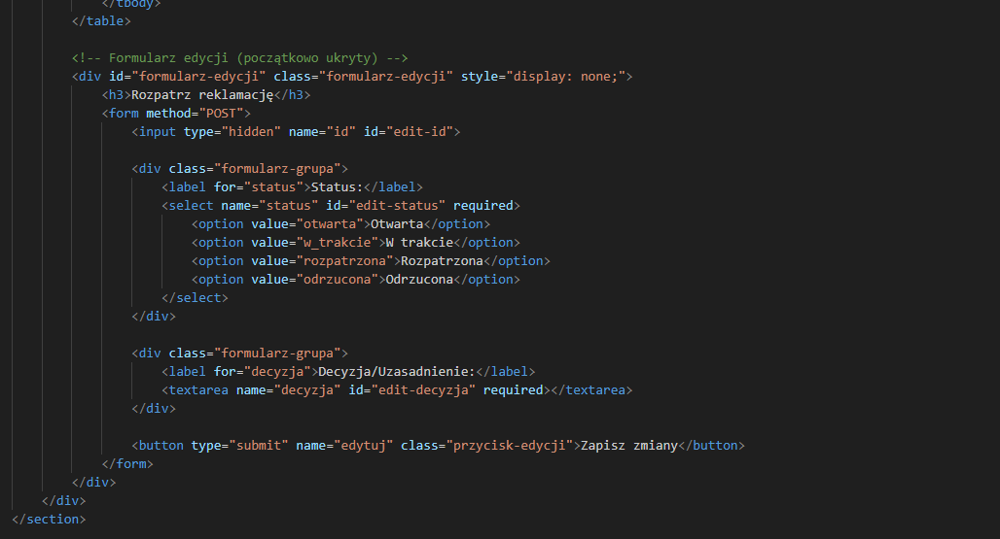 </tbody>
</table>
<!-- Formularz edycji (początkowo ukryty) -->
<div id="formularz-edycji" class="formularz-edycji" style="display: none;">
<h3>Rozpatrz reklamację</h3>
<form method="POST">
<input type="hidden" name="id" id="edit-id">
<div class="formularz-grupa">
<label for="status">Status:</label>
<select name="status" id="edit-status" required>
<option value="otwarta">Otwarta</option>
<option value="w_trakcie">W trakcie</option>
<option value="rozpatrzona">Rozpatrzona</option>
<option value="odrzucona">Odrzucona</option>
</select>
</div>
<div class="formularz-grupa">
<label for="decyzja">Decyzja/Uzasadnienie:</label>
<textarea name="decyzja" id="edit-decyzja" required></textarea>
</div>
<button type="submit" name="edytuj" class="przycisk-edycji">Zapisz zmiany</button>
</form>
</div>
</div>
</section>